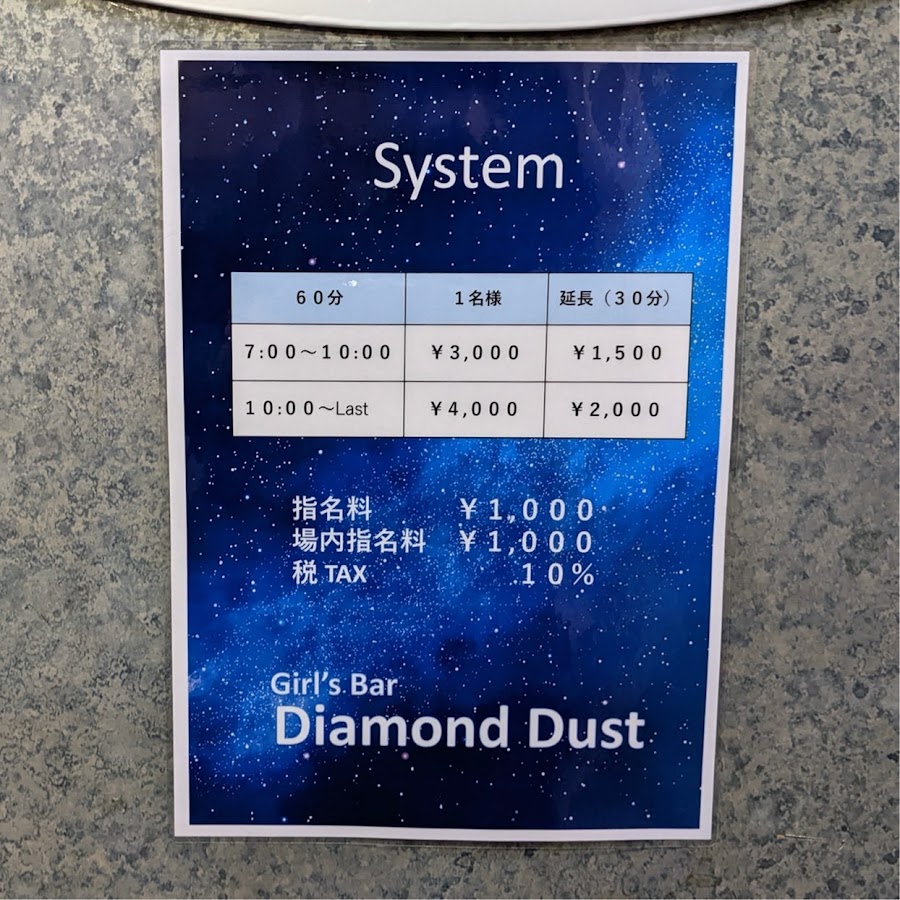 System
６０分 １名様 延長（３０分）
７:００～１０:００ ￥３,０００ ￥１,５００
１０:００～Last ￥４,０００ ￥２,０００
指名料 ￥１,０００
場内指名料 ￥１,０００
税 TAX １０％
Girl’s Bar
Diamond Dust